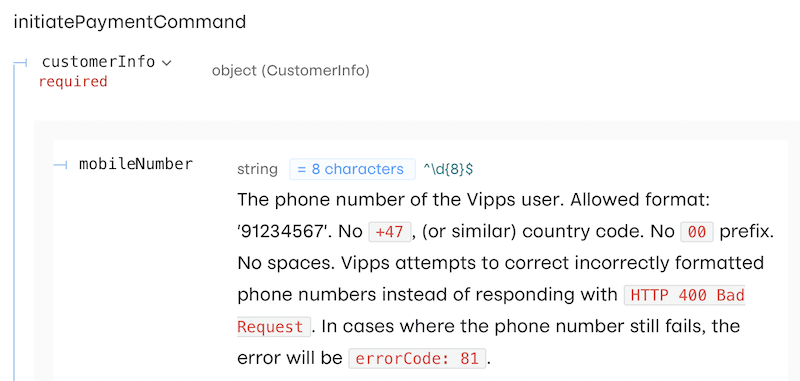 initiatePaymentCommand
customerInfo object (CustomerInfo)
required
mobileNumber string = 8 characters ^\d{8}$
The phone number of the Vipps user. Allowed format:
'91234567'. No +47, (or similar) country code. No 00 prefix.
No spaces. Vipps attempts to correct incorrectly formatted
phone numbers instead of responding with HTTP 400 Bad
Request. In cases where the phone number still fails, the
error will be errorCode: 81.